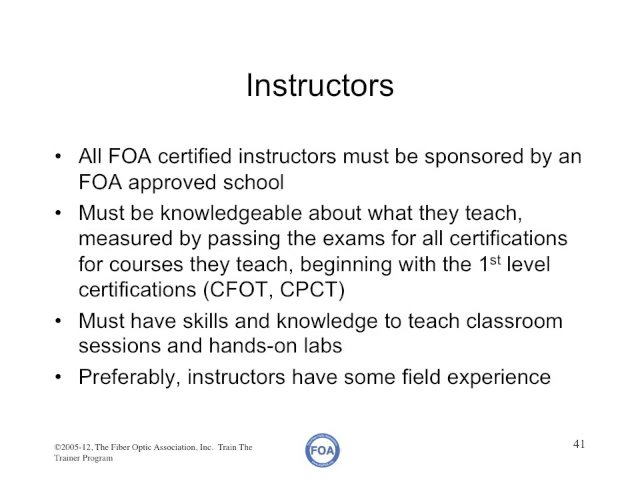 Instructors
• All FOA certified instructors must be sponsored by an
FOA approved school
• Must be knowledgeable about what they teach,
measured by passing the exams for all certifications
for courses they teach, beginning with the 1st level
certifications (CFOT, CPCT)
• Must have skills and knowledge to teach classroom
sessions and hands-on labs
• Preferably, instructors have some field experience
©2005-12, The Fiber Optic Association, Inc. Train The
Trainer Program
FOA
41